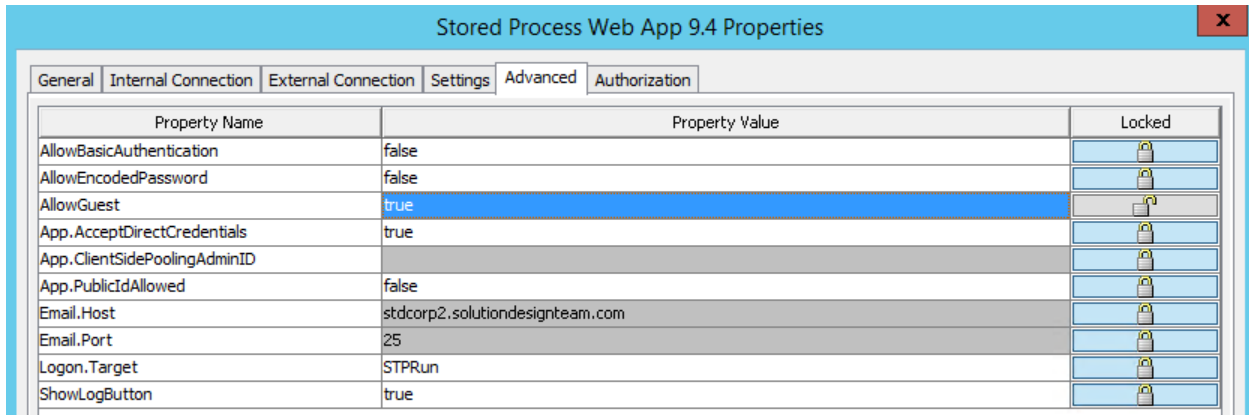 Stored Process Web App 9.4 Properties
x
General Internal Connection External Connection Settings Advanced Authorization
Property Name Property Value Locked
AllowBasicAuthentication false
AllowEncodedPassword false
AllowGuest true
App.AcceptDirectCredentials true
App.ClientSidePoolingAdminID
App.PublicIdAllowed false
Email.Host stdcorp2.solutiondesignteam.com
Email.Port 25
Logon.Target STPRun
ShowLogButton true